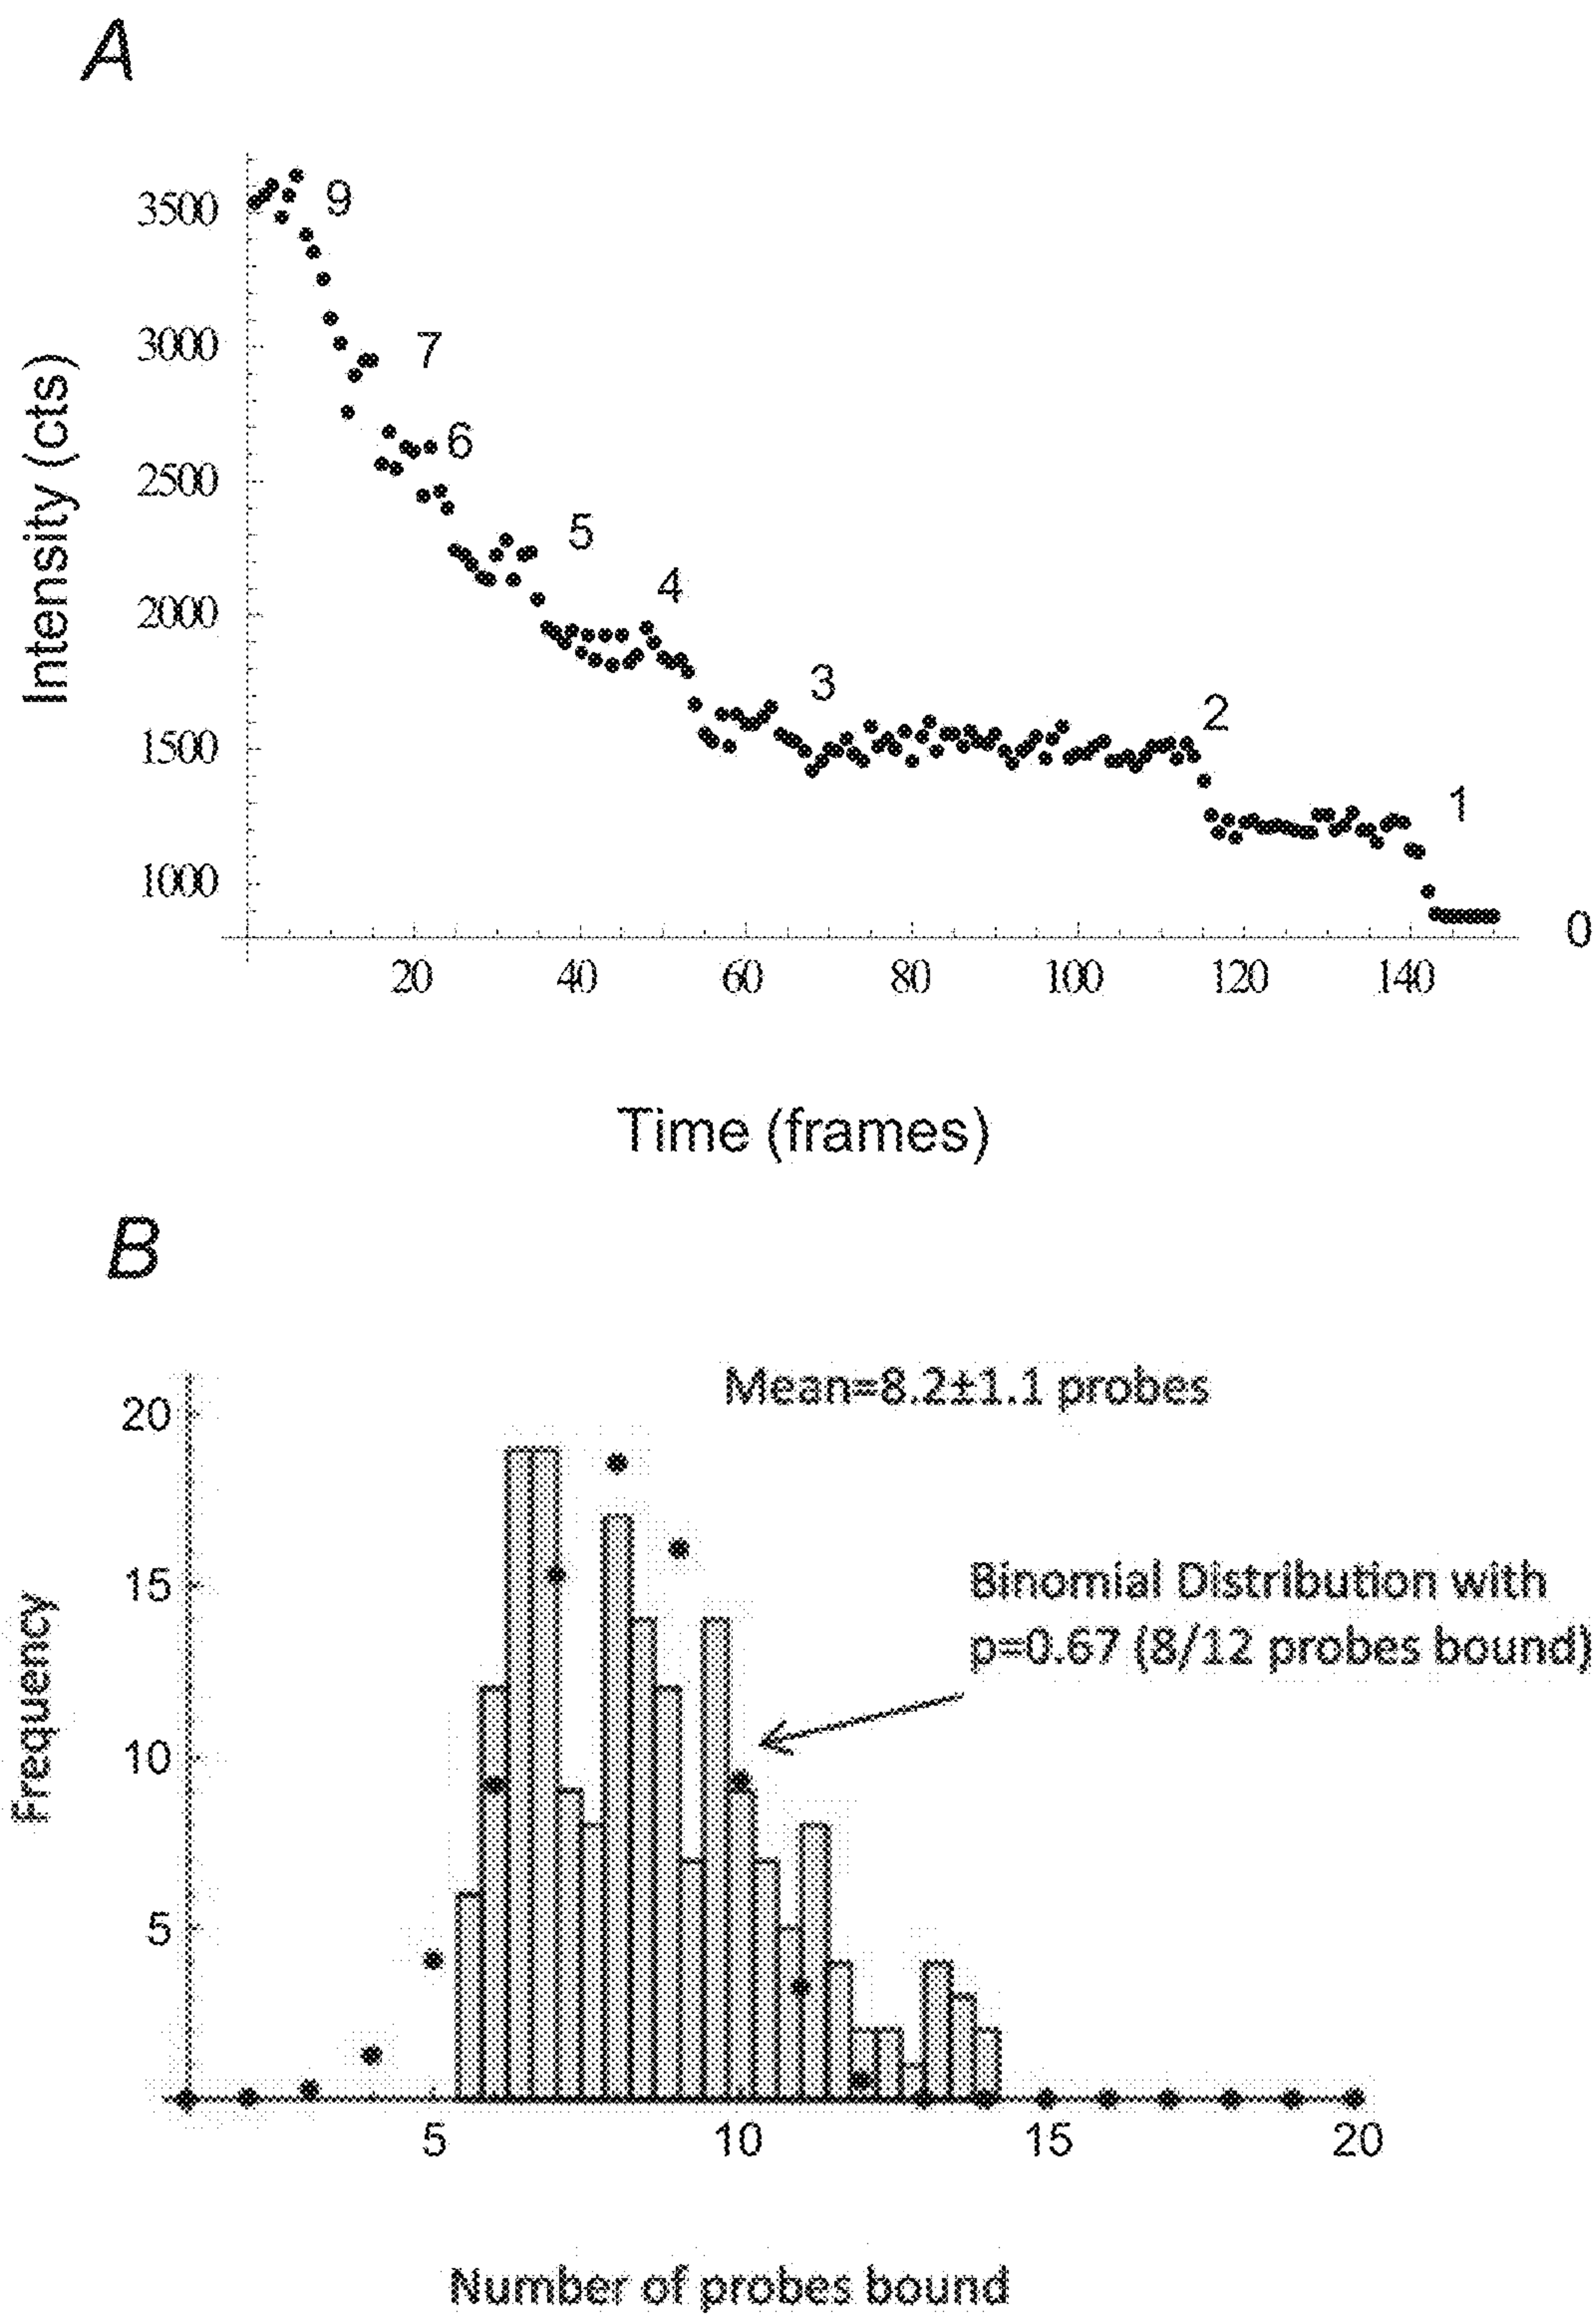 A
Intensity (cts)
3500
3000
2500
2000
1500
1000
9
7
6
5
4
3
2
1
0
20 40 60 80 100 120 140
Time (frames)
B
Mean=8.2±1.1 probes
Frequency
20
15
10
5
Binomial Distribution with
p=0.67 (8/12 probes bound)
5 10 15 20
Number of probes bound